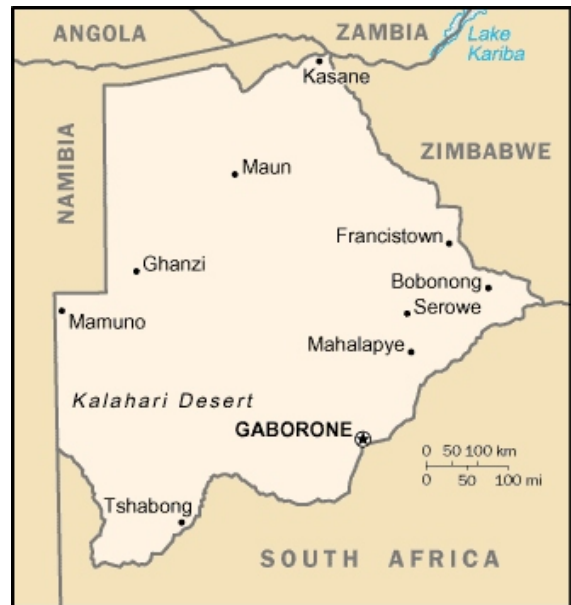 ANGOLA
ZAMBIA
Lake
Kariba
Kasane
ZIMBABWE
NAMIBIA
Maun
Francistown
Ghanzi
Bobonong
Serowe
Mamuno
Mahalapye
Kalahari Desert
GABORONE
0 50 100 km
0 50 100 mi
Tshabong
SOUTH AFRICA